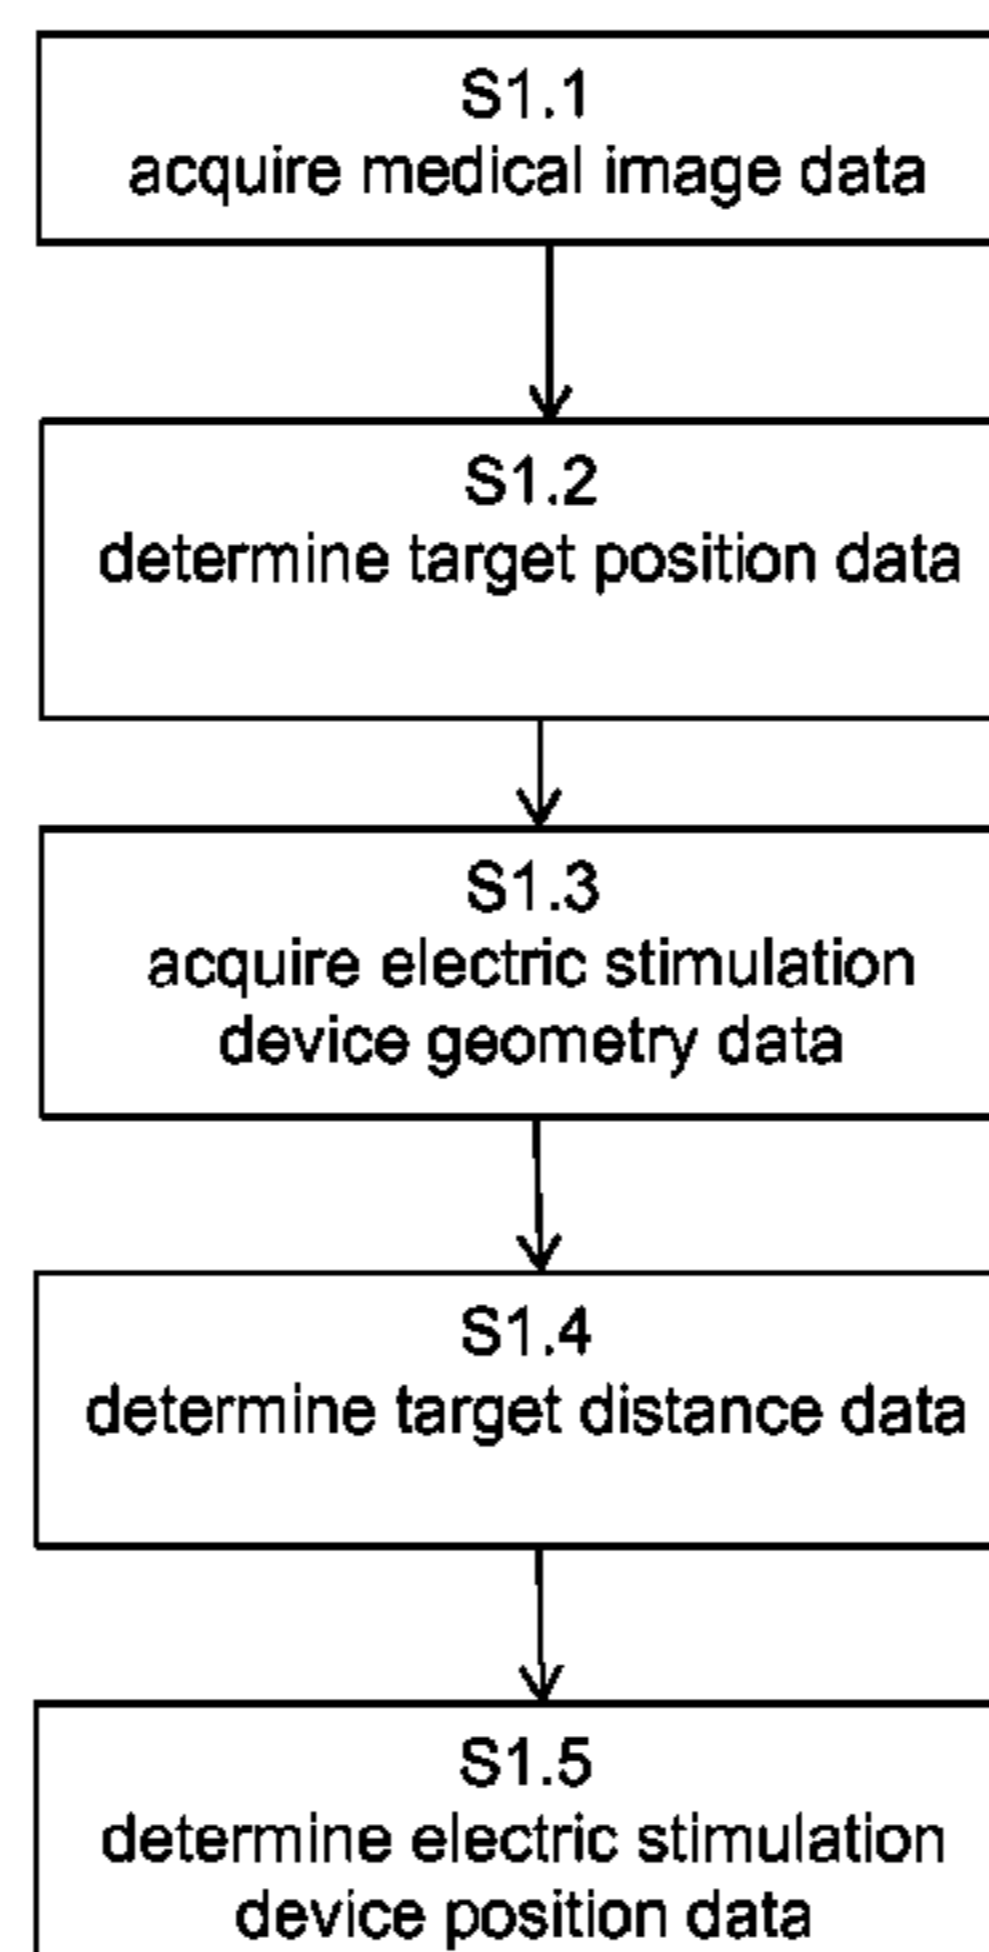 S1.1
acquire medical image data
S1.2
determine target position data
S1.3
acquire electric stimulation
device geometry data
S1.4
determine target distance data
S1.5
determine electric stimulation
device position data